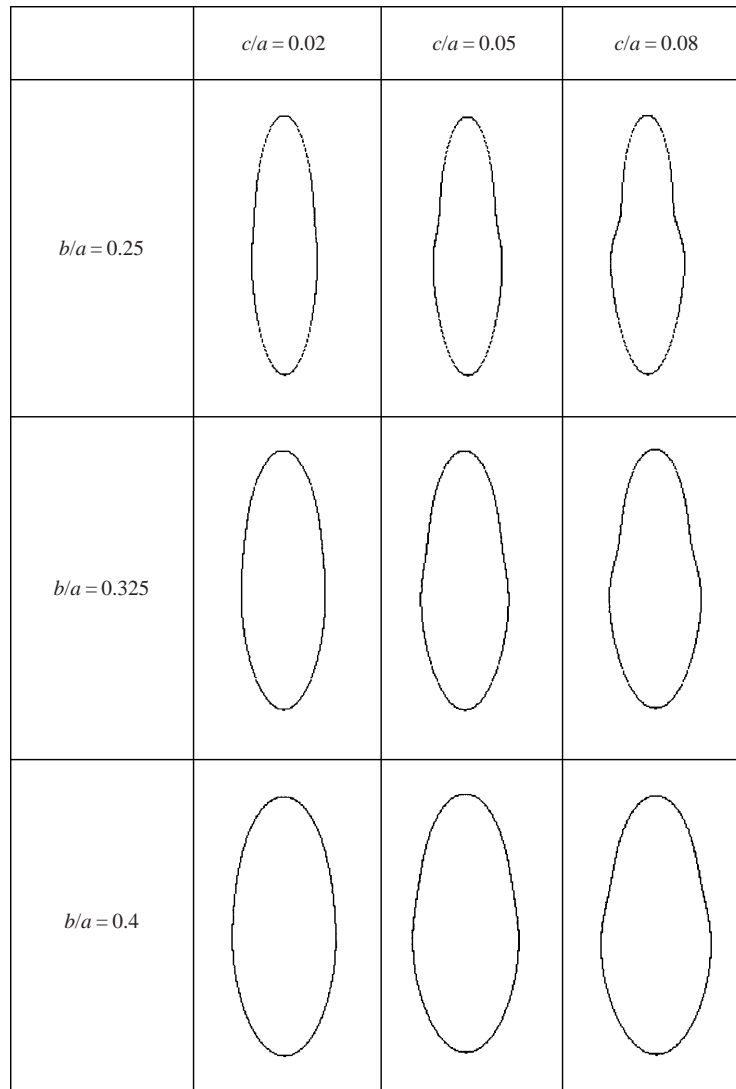 c/a = 0.02
c/a = 0.05
c/a = 0.08
b/a = 0.25
b/a = 0.325
b/a = 0.4